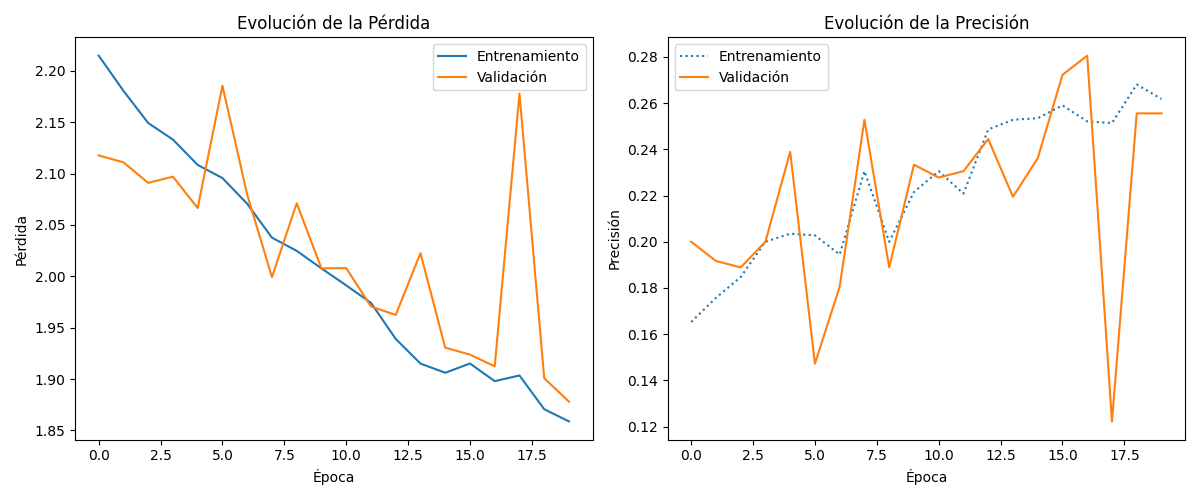 Evolución de la Pérdida
Entrenamiento
Validación
2.20
2.15
2.10
2.05
2.00
1.95
1.90
1.85
Pérdida
0.0 2.5 5.0 7.5 10.0 12.5 15.0 17.5
Época
Evolución de la Precisión
Entrenamiento
Validación
0.28
0.26
0.24
0.22
0.20
0.18
0.16
0.14
0.12
Precisión
0.0 2.5 5.0 7.5 10.0 12.5 15.0 17.5
Época